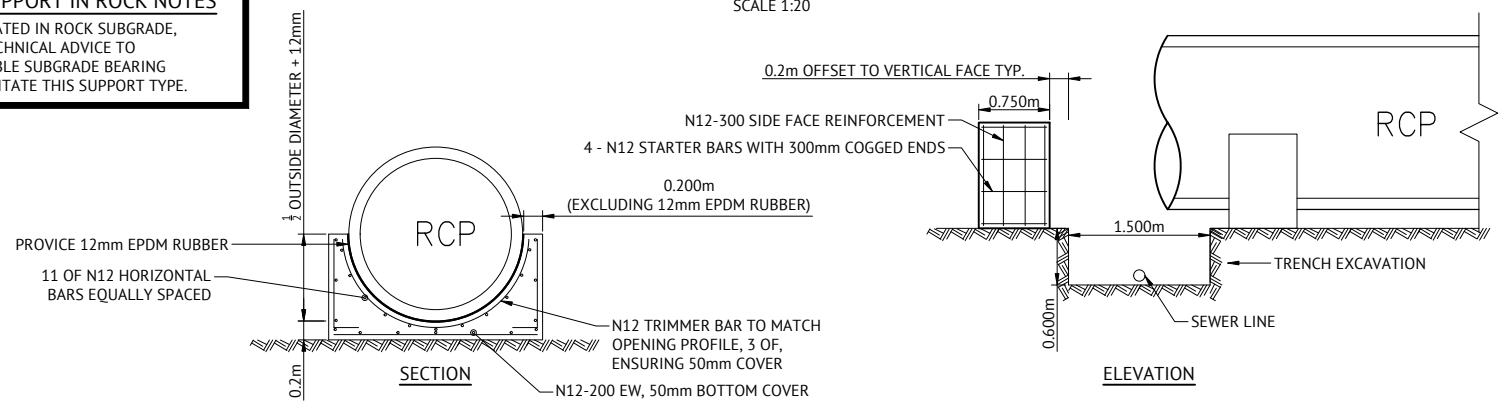 PPORT IN ROCK NOTES
ATED IN ROCK SUBGRADE,
CHNICAL ADVICE TO
BLE SUBGRADE BEARING
ITATE THIS SUPPORT TYPE.
SCALE 1:20
½ OUTSIDE DIAMETER + 12mm
RCP
0.200m
(EXCLUDING 12mm EPDM RUBBER)
PROVICE 12mm EPDM RUBBER
11 OF N12 HORIZONTAL
BARS EQUALLY SPACED
N12 TRIMMER BAR TO MATCH
OPENING PROFILE, 3 OF,
ENSURING 50mm COVER
N12-200 EW, 50mm BOTTOM COVER
0.2m
SECTION
0.2m OFFSET TO VERTICAL FACE TYP.
0.750m
N12-300 SIDE FACE REINFORCEMENT
4 - N12 STARTER BARS WITH 300mm COGGED ENDS
RCP
1.500m
TRENCH EXCAVATION
SEWER LINE
0.600m
ELEVATION